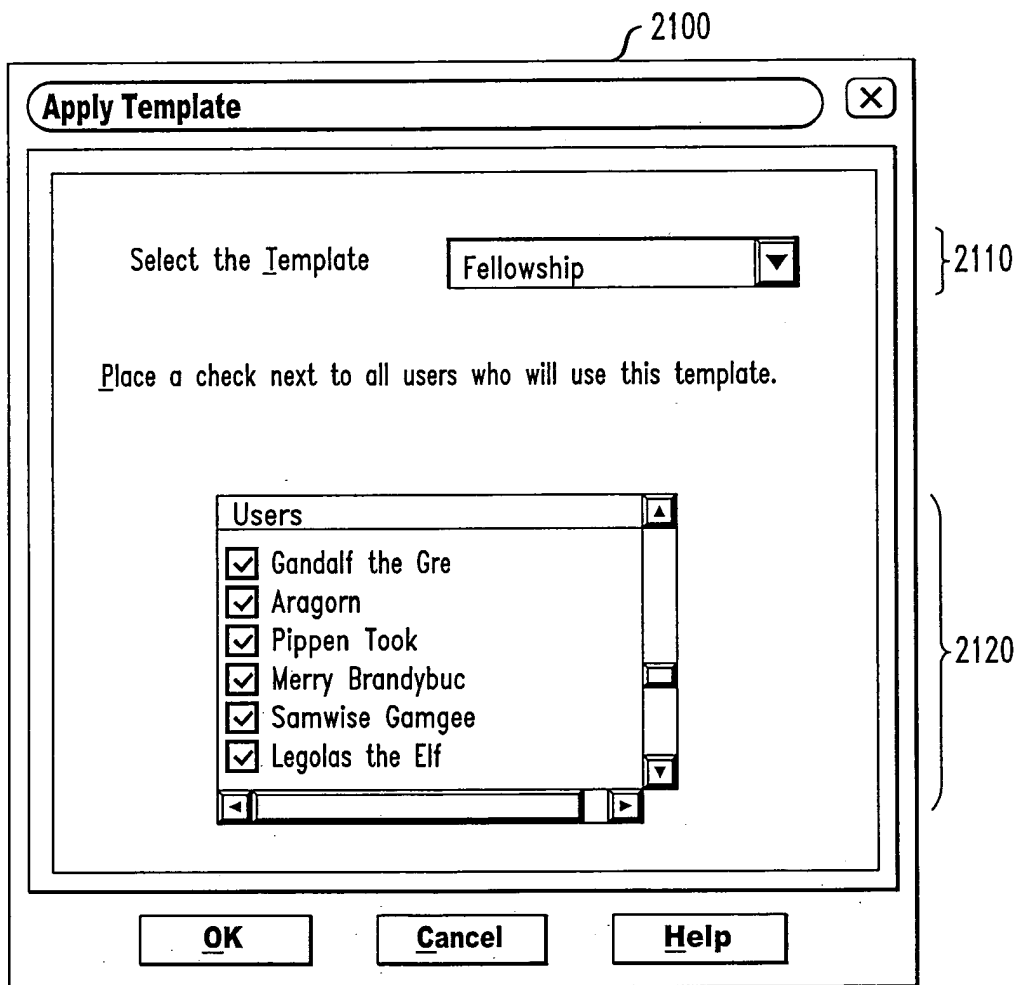 2100
Apply Template
Select the Template
Fellowship
2110
Place a check next to all users who will use this template.
Users
Gandalf the Gre
Aragorn
Pippen Took
Merry Brandybuc
Samwise Gamgee
Legolas the Elf
2120
OK
Cancel
Help